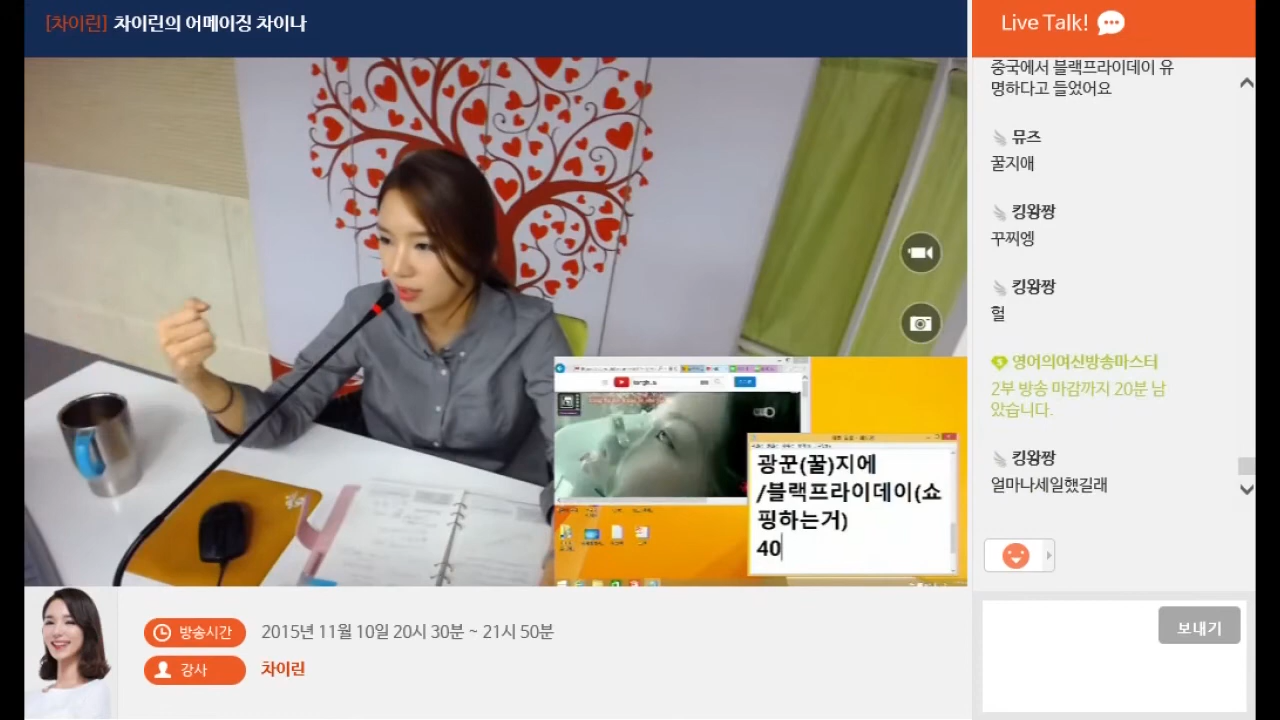 [차이린] 차이린의 어메이징 차이나
Live Talk!
중국에서 블랙프라이데이 유
명하다고 들었어요
뮤즈
꿀지애
킹왕짱
꾸찌엥
킹왕짱
헐
영어의여신방송마스터
2부 방송 마감까지 20분 남
았습니다.
킹왕짱
얼마나세일했길래
광꾼(꿀)지에
/블랙프라이데이(쇼
핑하는거)
40
보내기
방송시간 2015년 11월 10일 20시 30분 ~ 21시 50분
강사 차이린